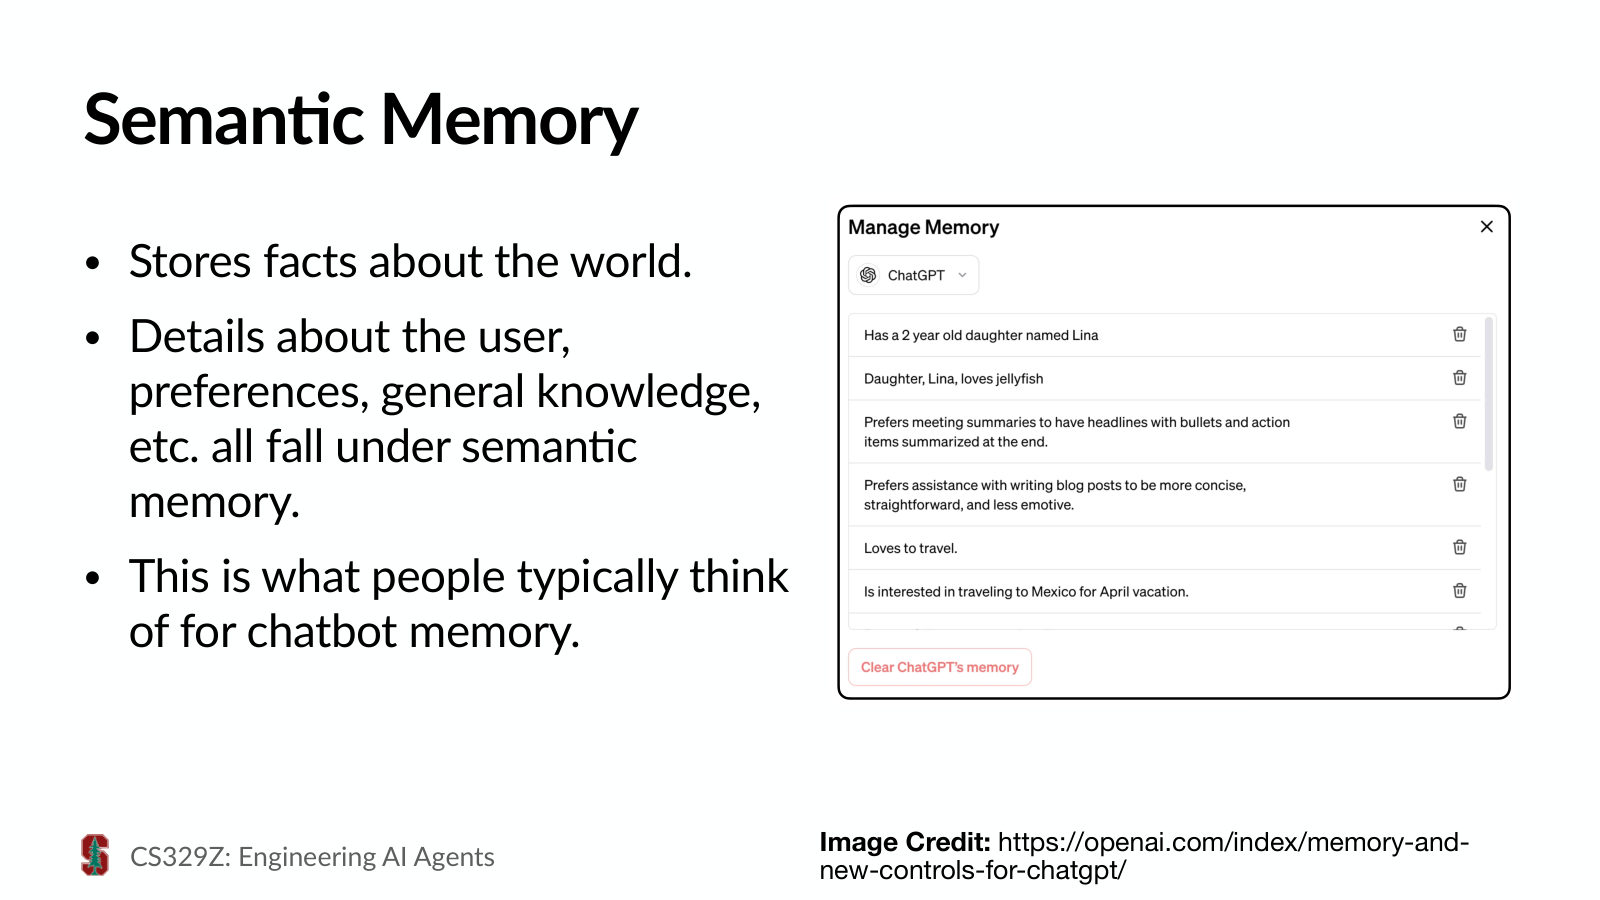 Semantic Memory
• Stores facts about the world.
• Details about the user,
preferences, general knowledge,
etc. all fall under semantic
memory.
• This is what people typically think
of for chatbot memory.
Manage Memory
ChatGPT
Has a 2 year old daughter named Lina
Daughter, Lina, loves jellyfish
Prefers meeting summaries to have headlines with bullets and action
items summarized at the end.
Prefers assistance with writing blog posts to be more concise,
straightforward, and less emotive.
Loves to travel.
Is interested in traveling to Mexico for April vacation.
Clear ChatGPT's memory
CS329Z: Engineering AI Agents
Image Credit: https://openai.com/index/memory-and-
new-controls-for-chatgpt/